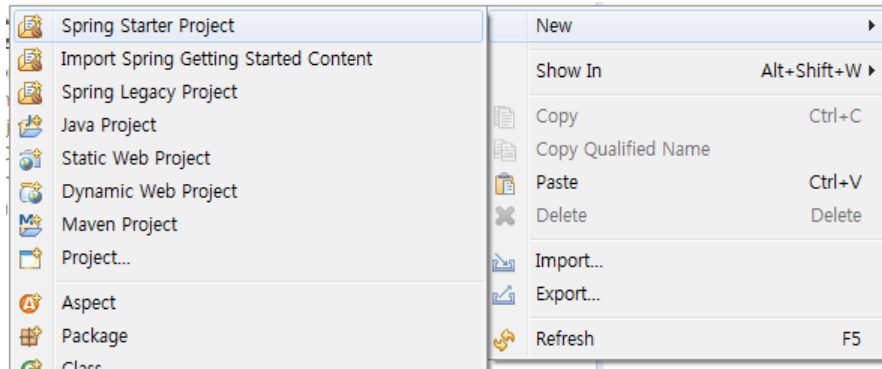 Spring Starter Project
Import Spring Getting Started Content
Spring Legacy Project
Java Project
Static Web Project
Dynamic Web Project
Maven Project
Project...
Aspect
Package
Class
New
Show In Alt+Shift+W
Copy Ctrl+C
Copy Qualified Name
Paste Ctrl+V
Delete Delete
Import...
Export...
Refresh F5